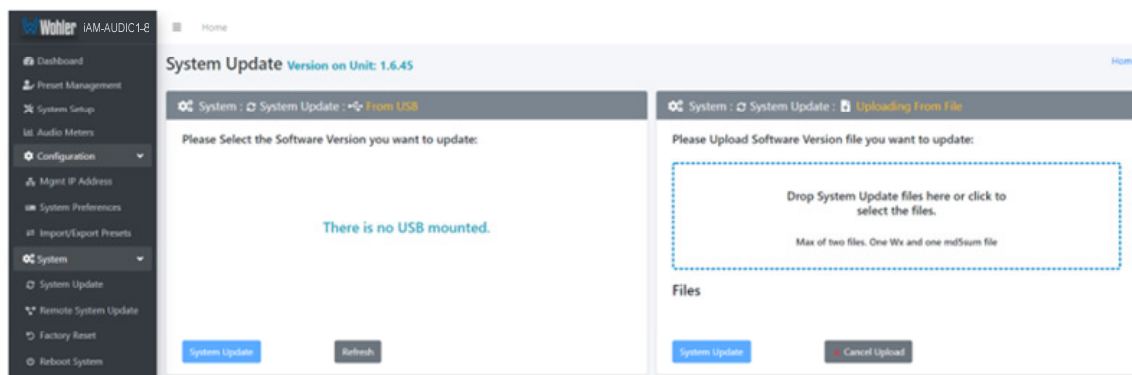 Wohler iAM-AUDIC1-8
Home
System Update Version on Unit: 1.6.45
Hom
Dashboard
Preset Management
System Setup
Audio Meters
Configuration
Mgmt IP Address
System Preferences
Import/Export Presets
System
System Update
Remote System Update
Factory Reset
Reboot System
System : System Update : From USB
Please Select the Software Version you want to update:
There is no USB mounted.
System Update Refresh
System : System Update : Uploading From File
Please Upload Software Version file you want to update:
Drop System Update files here or click to
select the files.
Max of two files. One Wx and one md5sum file
Files
System Update Cancel Upload